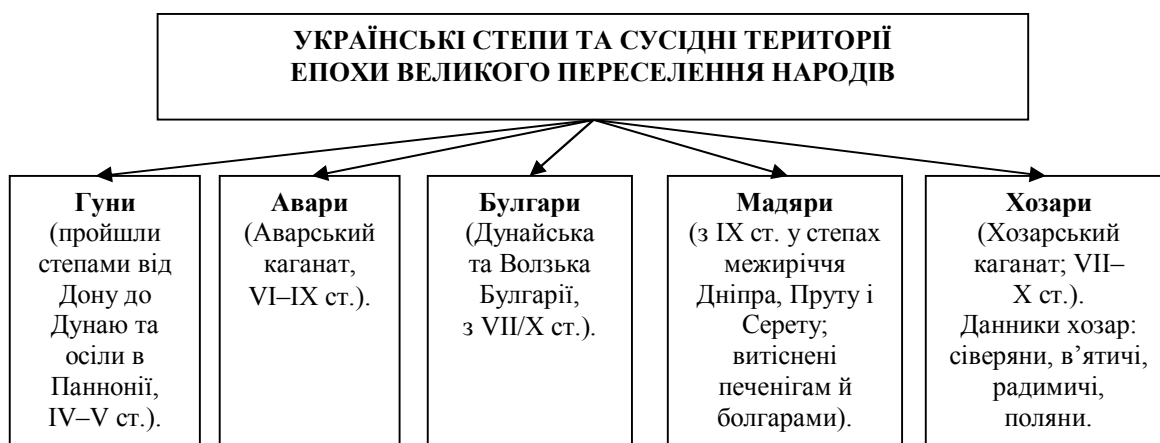 УКРАЇНСЬКІ СТЕПИ ТА СУСІДНІ ТЕРИТОРІЇ
ЕПОХИ ВЕЛИКОГО ПЕРЕСЕЛЕННЯ НАРОДІВ
Гуни
(пройшли
степами від
Дону до
Дунаю та
осіли в
Паннонії,
IV–V ст.).
Авари
(Аварський
каганат,
VI–IX ст.).
Булгари
(Дунайська
та Волзька
Булгарії,
з VII/X ст.).
Мадяри
(з IX ст. у степах
межиріччя
Дніпра, Пруту і
Серету;
витіснені
печенігам й
болгарами).
Хозари
(Хозарський
каганат; VII–
X ст.).
Данники хозар:
сіверяни, в’ятичі,
радимичі,
поляни.